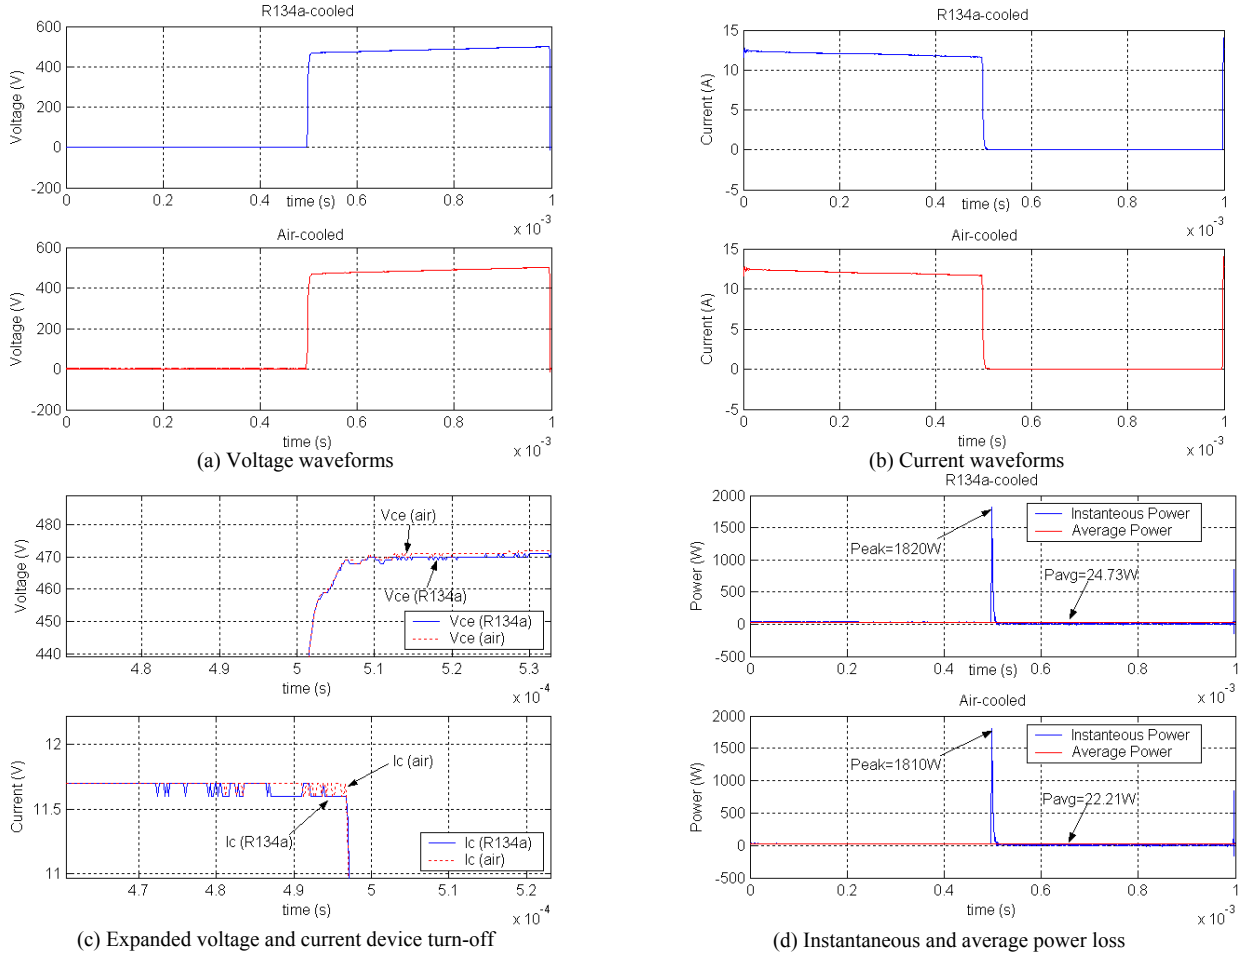 R134a-cooled
600
400
200
0
-200
Voltage (V)
0 0.2 0.4 0.6 0.8 1
time (s)
x 10-3
Air-cooled
600
400
200
0
-200
Voltage (V)
0 0.2 0.4 0.6 0.8 1
time (s)
x 10-3
(a) Voltage waveforms
R134a-cooled
15
10
5
0
-5
Current (A)
0 0.2 0.4 0.6 0.8 1
time (s)
x 10-3
Air-cooled
15
10
5
0
-5
Current (A)
0 0.2 0.4 0.6 0.8 1
time (s)
x 10-3
(b) Current waveforms
480
470
460
450
440
Voltage (V)
Vce (air)
Vce (R134a)
Vce (R134a)
Vce (air)
4.8 4.9 5 5.1 5.2 5.3
time (s)
x 10-4
12
11.5
11
Current (V)
Ic (air)
Ic (R134a)
Ic (R134a)
Ic (air)
4.7 4.8 4.9 5 5.1 5.2
time (s)
x 10-4
(c) Expanded voltage and current device turn-off
R134a-cooled
2000
1500
1000
500
0
-500
Power (W)
Instanteous Power
Average Power
Peak=1820W
Pavg=24.73W
0 0.2 0.4 0.6 0.8 1
time (s)
x 10-3
Air-cooled
2000
1500
1000
500
0
-500
Power (W)
Instanteous Power
Average Power
Peak=1810W
Pavg=22.21W
0 0.2 0.4 0.6 0.8 1
time (s)
x 10-3
(d) Instantaneous and average power loss